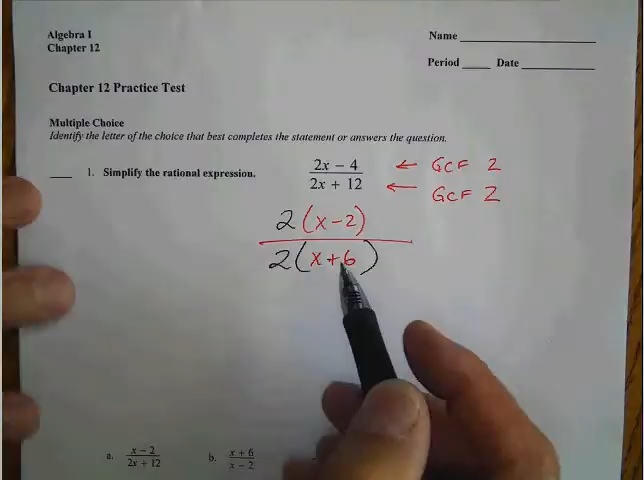 Algebra I
Name
Chapter 12
Period Date
Chapter 12 Practice Test
Multiple Choice
Identify the letter of the choice that best completes the statement or answers the question.
1. Simplify the rational expression.
2x − 4
2x + 12
← GCF 2
← GCF 2
2(x−2)
2(x+6)
a. x − 2
2x + 12
b. x + 6
x − 2